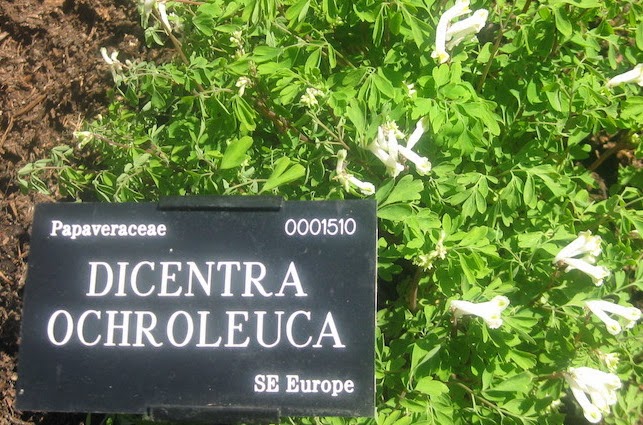 Papaveraceae 0001510
DICENTRA
OCHROLEUCA
SE Europe